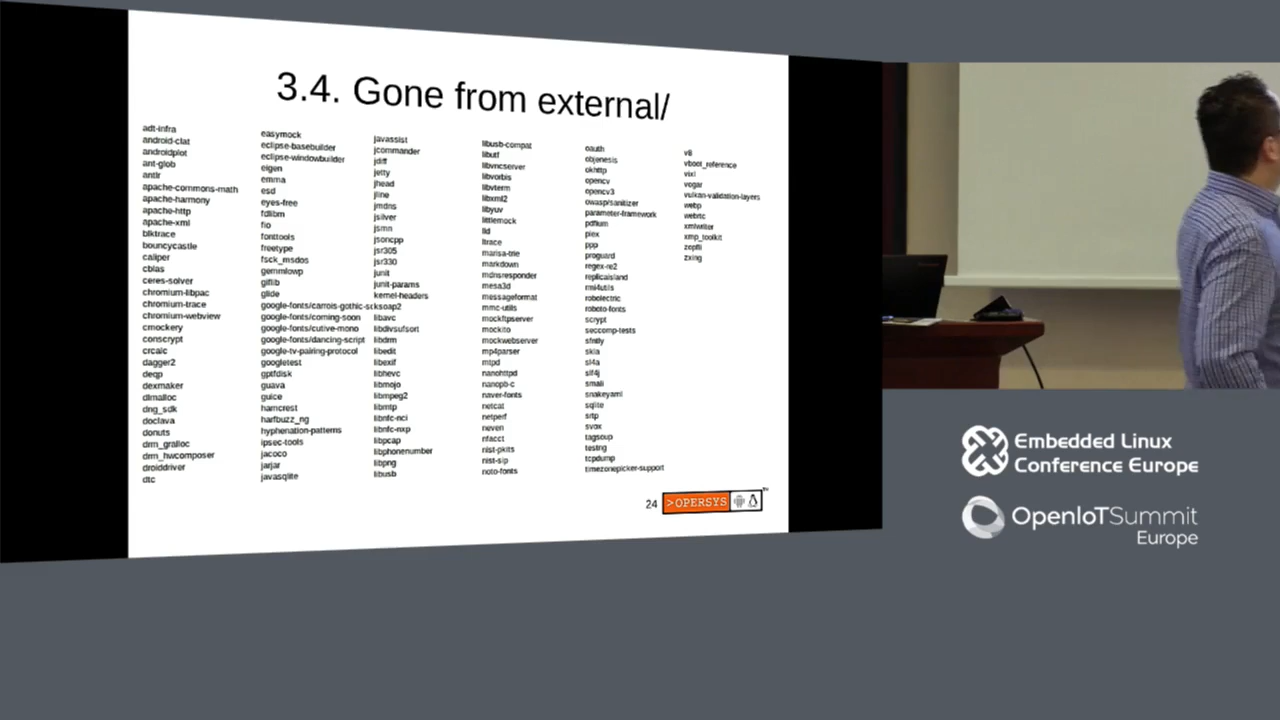 3.4. Gone from external/
adt-infra
android-clat
androidplot
ant-glob
antlr
apache-commons-math
apache-harmony
apache-http
apache-xml
blktrace
bouncycastle
caliper
cblas
ceres-solver
chromium-libpac
chromium-trace
chromium-webview
cmockery
conscrypt
crcalc
dagger2
deqp
dexmaker
dlmalloc
dng_sdk
doclava
donuts
drm_gralloc
drm_hwcomposer
droiddriver
dtc
easymock
eclipse-basebuilder
eclipse-windowbuilder
eigen
emma
esd
eyes-free
fdlibm
fio
fonttools
freetype
fsck_msdos
gemmlowp
giflib
glide
google-fonts/carrois-gothic-sc
google-fonts/coming-soon
google-fonts/cutive-mono
google-fonts/dancing-script
google-tv-pairing-protocol
googletest
gptfdisk
guava
guice
hamcrest
harfbuzz_ng
hyphenation-patterns
ipsec-tools
jacoco
jarjar
javasqlite
javassist
jcommander
jdiff
jetty
jhead
jline
jmdns
jsilver
jsmn
jsoncpp
jsr305
jsr330
junit
junit-params
kernel-headers
ksoap2
libavc
libdivsufsort
libdrm
libedit
libexif
libhevc
libmojo
libmpeg2
libmtp
libnfc-nci
libnfc-nxp
libpcap
libphonenumber
libpng
libusb
libusb-compat
libutf
libvncserver
libvorbis
libvterm
libxml2
libyuv
littlemock
lld
ltrace
marisa-trie
markdown
mdnsresponder
mesa3d
messageformat
mmc-utils
mockftpserver
mockito
mockwebserver
mp4parser
mtpd
nanohttpd
nanopb-c
naver-fonts
netcat
netperf
neven
nfacct
nist-pkits
nist-sip
noto-fonts
oauth
objenesis
okhttp
opencv
opencv3
owasp/sanitizer
parameter-framework
pdfium
plex
ppp
proguard
regex-re2
replicaisland
rmi4utils
robolectric
roboto-fonts
scrypt
seccomp-tests
sfntly
skia
sl4a
slf4j
smali
snakeyaml
sqlite
srtp
svox
tagsoup
testng
tcpdump
timezonepicker-support
v8
vboot_reference
vixl
vogar
vulkan-validation-layers
webp
webrtc
xmlwriter
xmp_toolkit
zopfli
zxing
24
>OPERSYS
TM
Embedded Linux
Conference Europe
OpenIoTSummit
Europe